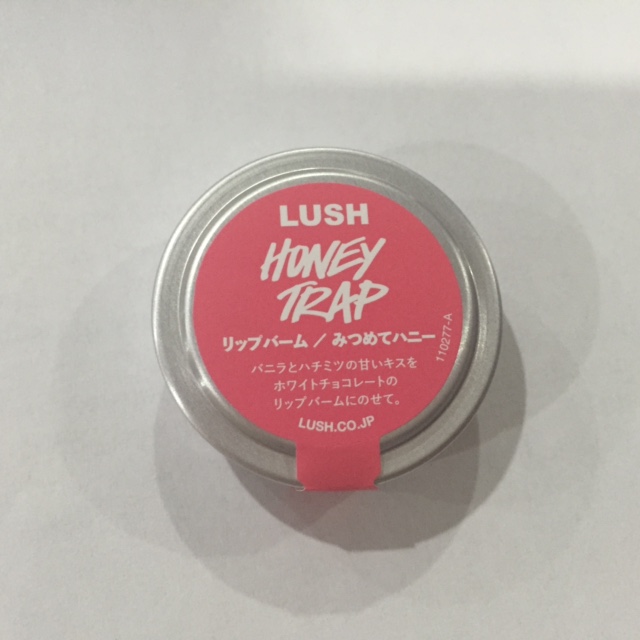 LUSH
HONEY
TRAP
リップバーム / みつめてハニー
バニラとハチミツの甘いキスを
ホワイトチョコレートの
リップバームにのせて。
LUSH.CO.JP
110277-A